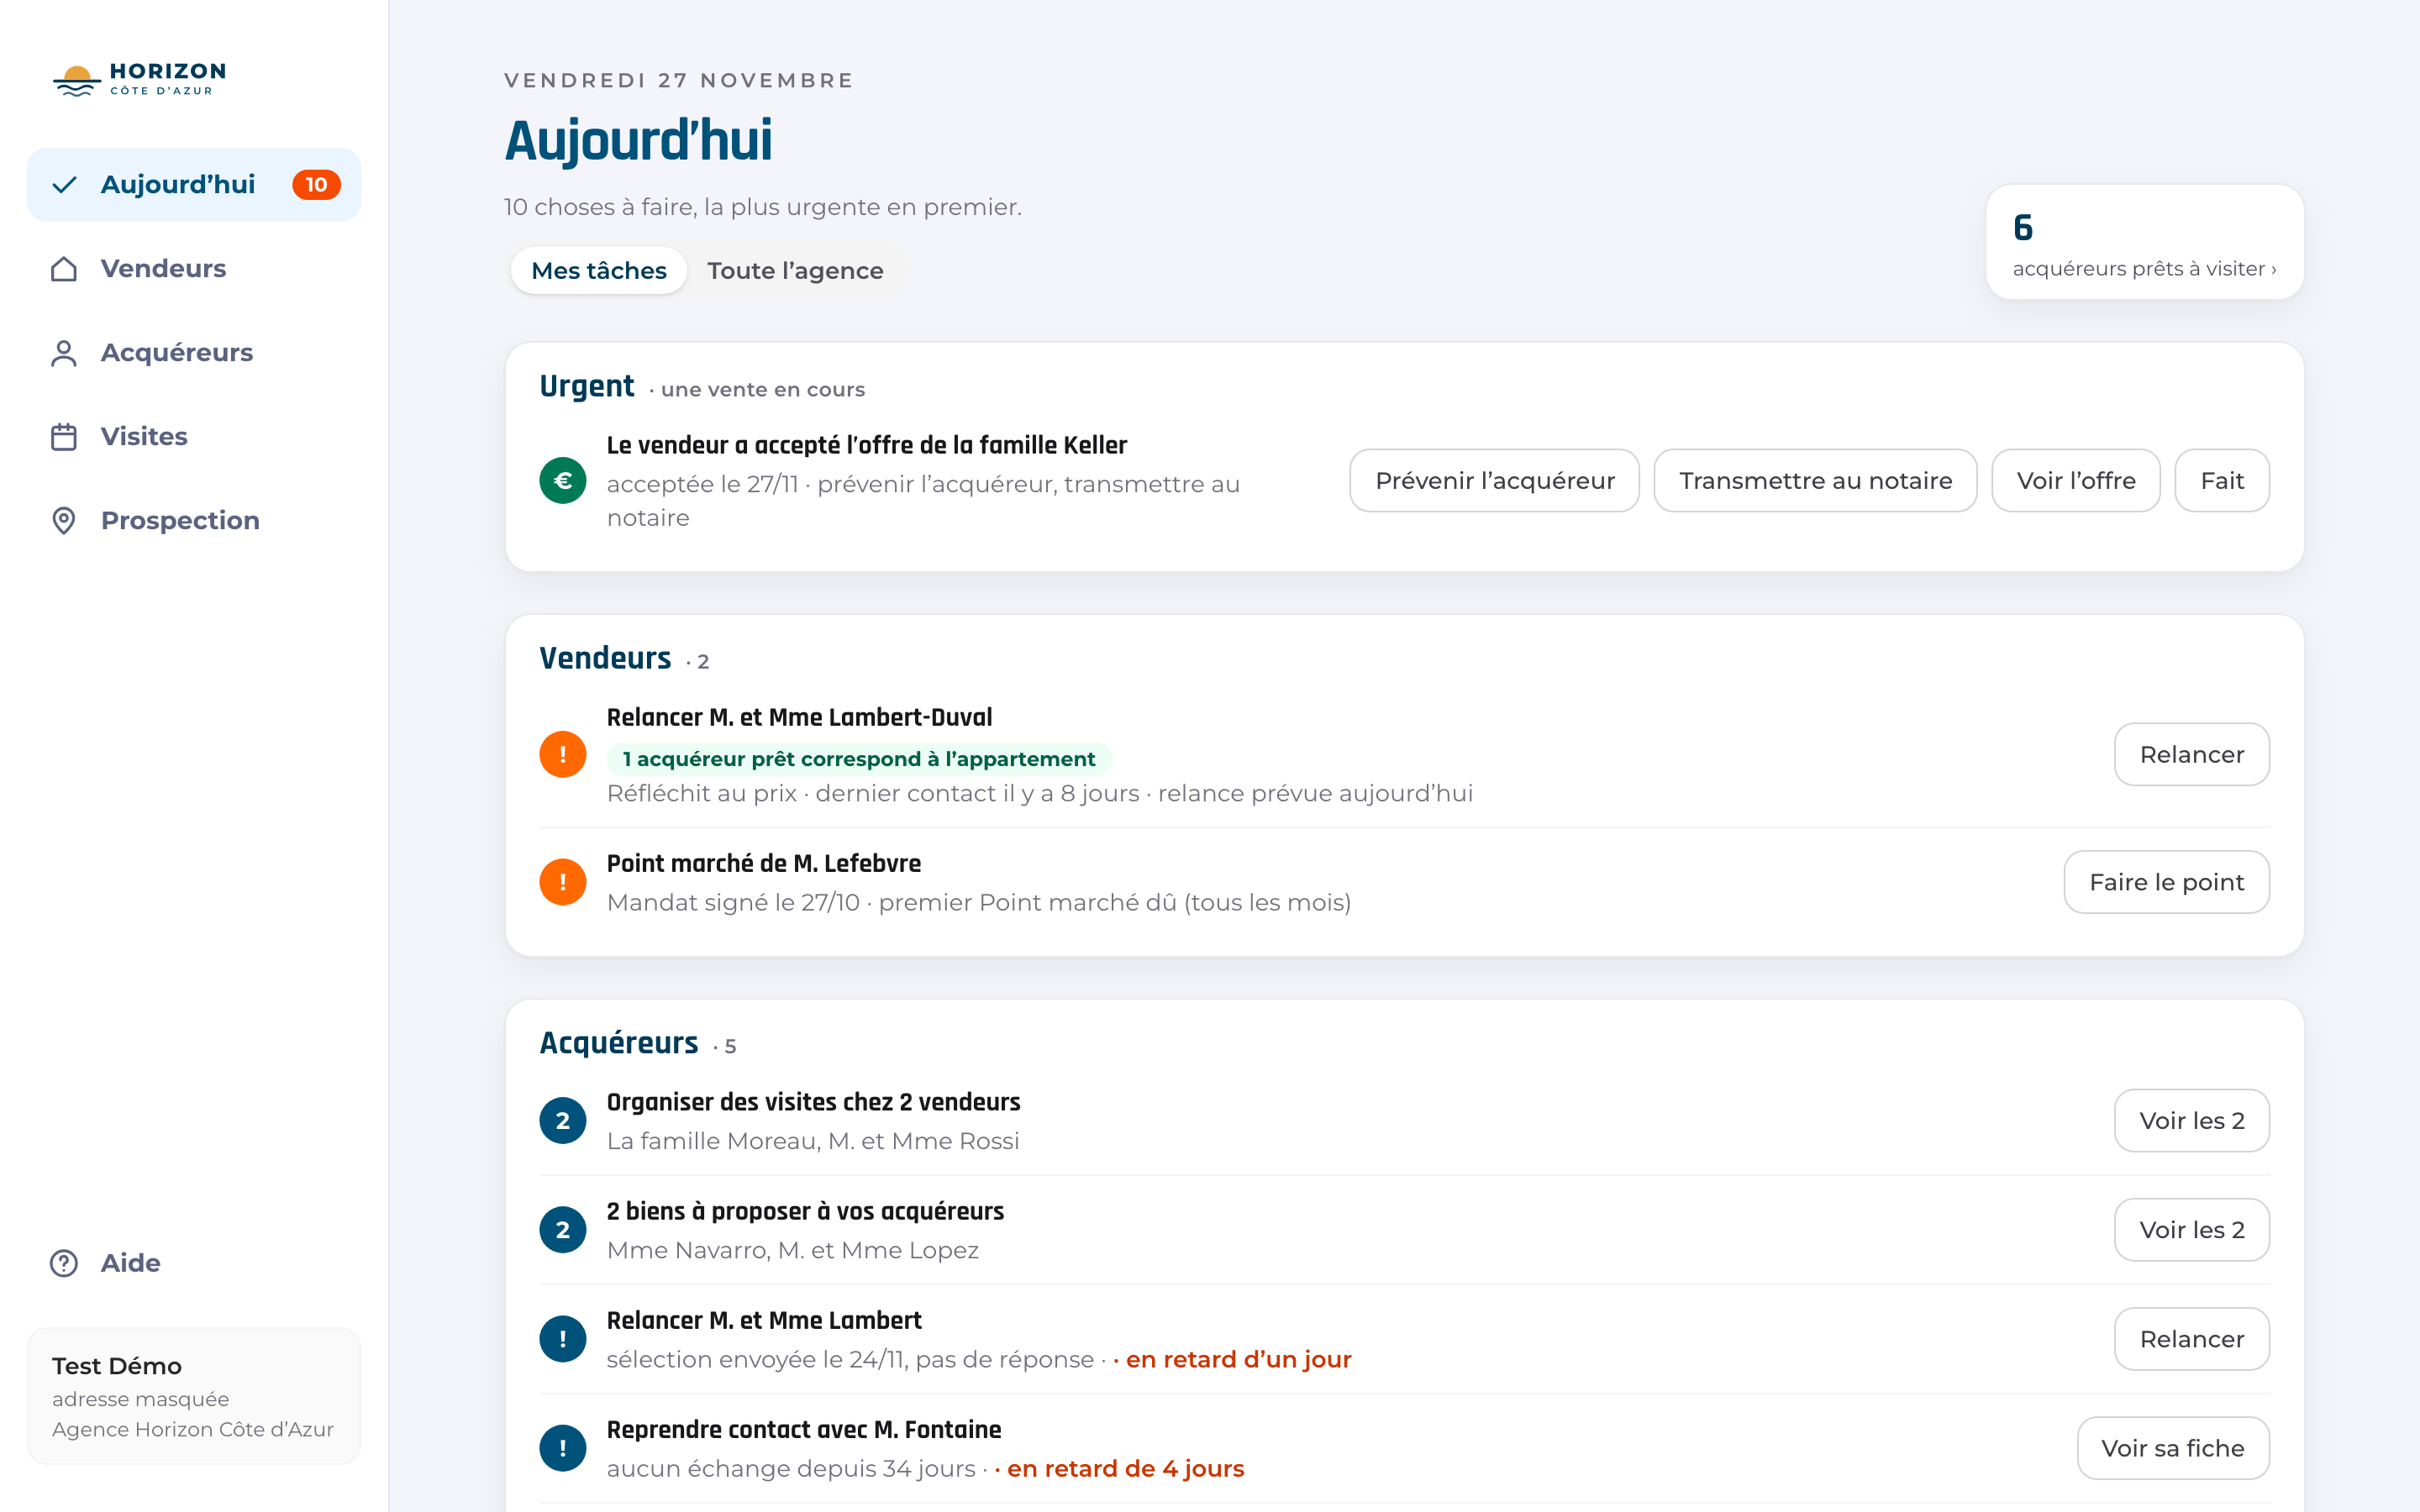 HORIZON
CÔTE D’AZUR
Aujourd’hui 10
Vendeurs
Acquéreurs
Visites
Prospection
Aide
Test Démo
adresse masquée
Agence Horizon Côte d’Azur
VENDREDI 27 NOVEMBRE
Aujourd’hui
10 choses à faire, la plus urgente en premier.
Mes tâches Toute l’agence
6
acquéreurs prêts à visiter ›
Urgent · une vente en cours
€
Le vendeur a accepté l’offre de la famille Keller
acceptée le 27/11 · prévenir l’acquéreur, transmettre au
notaire
Prévenir l’acquéreur Transmettre au notaire Voir l’offre Fait
Vendeurs · 2
!
Relancer M. et Mme Lambert-Duval
1 acquéreur prêt correspond à l’appartement
Réfléchit au prix · dernier contact il y a 8 jours · relance prévue aujourd’hui
Relancer
!
Point marché de M. Lefebvre
Mandat signé le 27/10 · premier Point marché dû (tous les mois)
Faire le point
Acquéreurs · 5
2
Organiser des visites chez 2 vendeurs
La famille Moreau, M. et Mme Rossi
Voir les 2
2
2 biens à proposer à vos acquéreurs
Mme Navarro, M. et Mme Lopez
Voir les 2
!
Relancer M. et Mme Lambert
sélection envoyée le 24/11, pas de réponse · · en retard d’un jour
Relancer
!
Reprendre contact avec M. Fontaine
aucun échange depuis 34 jours · · en retard de 4 jours
Voir sa fiche